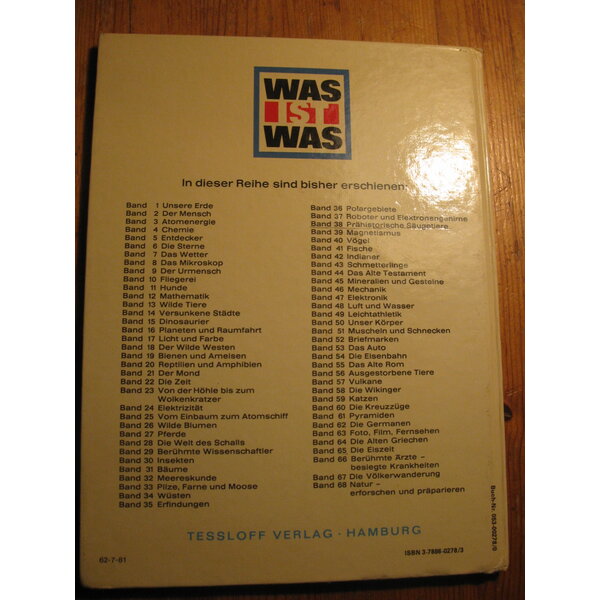 WAS
IST
WAS
In dieser Reihe sind bisher erschienen:
Band 1 Unsere Erde
Band 2 Der Mensch
Band 3 Atomenergie
Band 4 Chemie
Band 5 Entdecker
Band 6 Die Sterne
Band 7 Das Wetter
Band 8 Das Mikroskop
Band 9 Der Urmensch
Band 10 Fliegerei
Band 11 Hunde
Band 12 Mathematik
Band 13 Wilde Tiere
Band 14 Versunkene Städte
Band 15 Dinosaurier
Band 16 Planeten und Raumfahrt
Band 17 Licht und Farbe
Band 18 Der Wilde Westen
Band 19 Bienen und Ameisen
Band 20 Reptilien und Amphibien
Band 21 Der Mond
Band 22 Die Zeit
Band 23 Von der Höhle bis zum
Wolkenkratzer
Band 24 Elektrizität
Band 25 Vom Einbaum zum Atomschiff
Band 26 Wilde Blumen
Band 27 Pferde
Band 28 Die Welt des Schalls
Band 29 Berühmte Wissenschaftler
Band 30 Insekten
Band 31 Bäume
Band 32 Meereskunde
Band 33 Pilze, Farne und Moose
Band 34 Wüsten
Band 35 Erfindungen
Band 36 Polargebiete
Band 37 Roboter und Elektronengehirne
Band 38 Prähistorische Säugetiere
Band 39 Magnetismus
Band 40 Vögel
Band 41 Fische
Band 42 Indianer
Band 43 Schmetterlinge
Band 44 Das Alte Testament
Band 45 Mineralien und Gesteine
Band 46 Mechanik
Band 47 Elektronik
Band 48 Luft und Wasser
Band 49 Leichtathletik
Band 50 Unser Körper
Band 51 Muscheln und Schnecken
Band 52 Briefmarken
Band 53 Das Auto
Band 54 Die Eisenbahn
Band 55 Das Alte Rom
Band 56 Ausgestorbene Tiere
Band 57 Vulkane
Band 58 Die Wikinger
Band 59 Katzen
Band 60 Die Kreuzzüge
Band 61 Pyramiden
Band 62 Die Germanen
Band 63 Foto, Film, Fernsehen
Band 64 Die Alten Griechen
Band 65 Die Eiszeit
Band 66 Berühmte Ärzte –
besiegte Krankheiten
Band 67 Die Völkerwanderung
Band 68 Natur –
erforschen und präparieren
TESSLOFF VERLAG · HAMBURG
62-7-81
ISBN 3-7886-0278/3
Buch-Nr. 053-00278/0